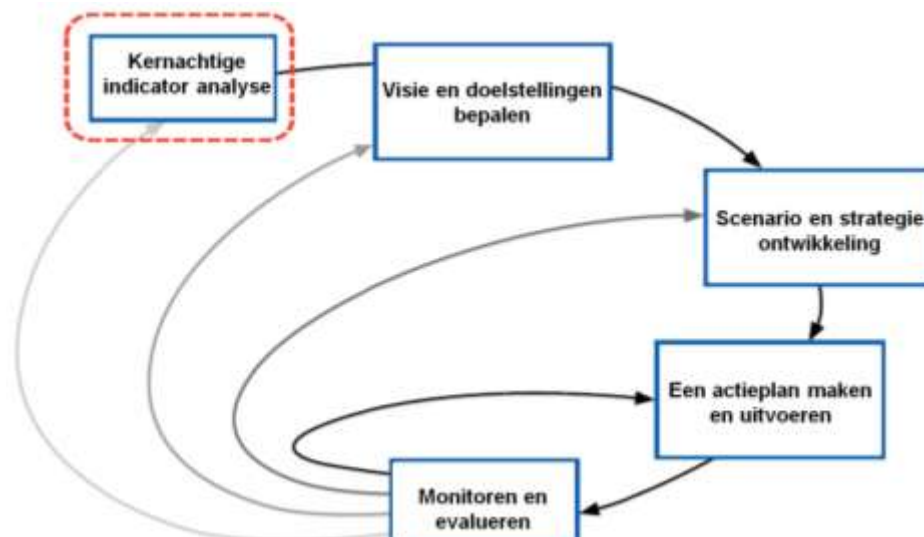 Kernachtige
indicator analyse
Visie en doelstellingen
bepalen
Scenario en strategie
ontwikkeling
Een actieplan maken
en uitvoeren
Monitoren en
evalueren